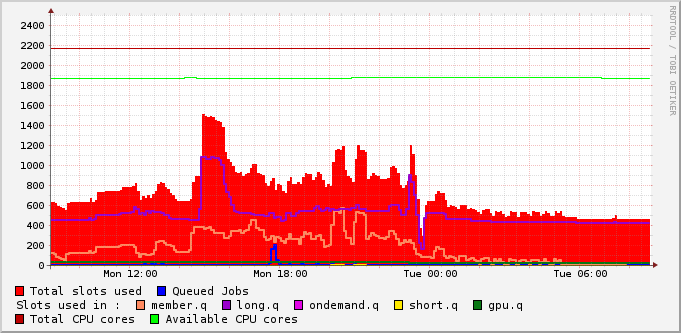 RRDTOOL / TOBI OETIKER
2400
2200
2000
1800
1600
1400
1200
1000
800
600
400
200
0
Mon 12:00 Mon 18:00 Tue 00:00 Tue 06:00
Total slots used Queued Jobs
Slots used in : member.q long.q ondemand.q short.q gpu.q
Total CPU cores Available CPU cores